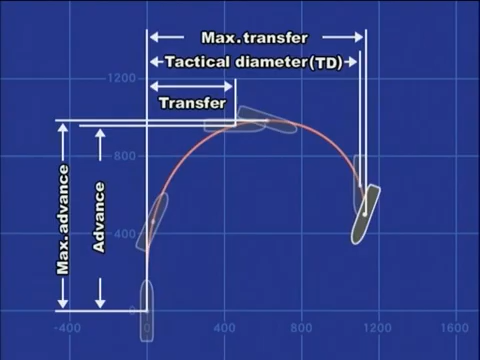 Max.transfer
Tactical diameter(TD)
1200
Transfer
800
Max.advance
Advance
400
0
-400
0
400
800
1200
1600